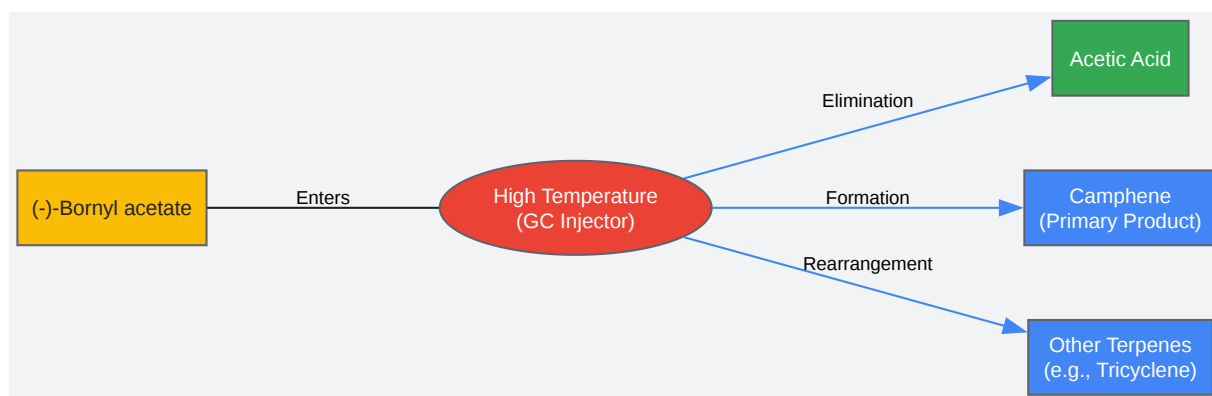 (-)-Bornyl acetate
Enters
High Temperature
(GC Injector)
Elimination
Acetic Acid
Formation
Camphene
(Primary Product)
Rearrangement
Other Terpenes
(e.g., Tricyclene)